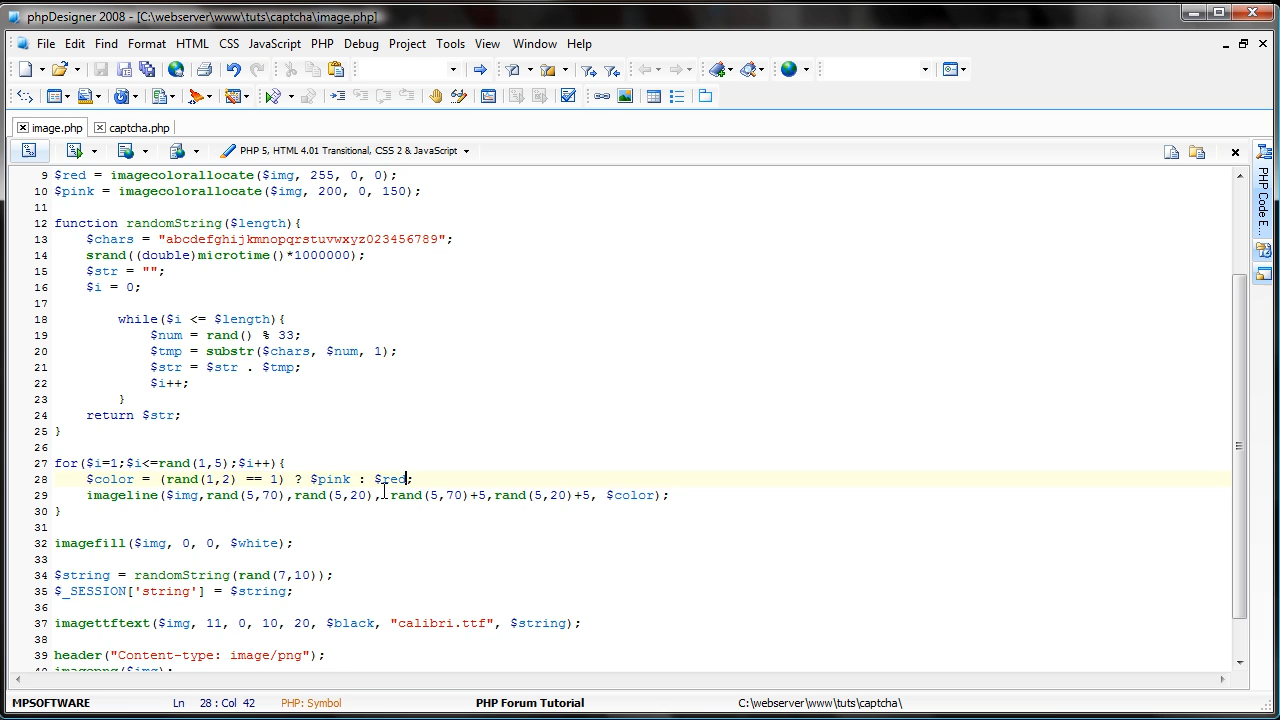 phpDesigner 2008 - [C:\webserver\www\tuts\captcha\image.php]
File Edit Find Format HTML CSS JavaScript PHP Debug Project Tools View Window Help
image.php captcha.php
PHP 5, HTML 4.01 Transitional, CSS 2 & JavaScript
PHP Code E...
9 $red = imagecolorallocate($img, 255, 0, 0);
10 $pink = imagecolorallocate($img, 200, 0, 150);
11
12 function randomString($length){
13 $chars = "abcdefghijkmnopqrstuvwxyz023456789";
14 srand((double)microtime()*1000000);
15 $str = "";
16 $i = 0;
17
18 while($i <= $length){
19 $num = rand() % 33;
20 $tmp = substr($chars, $num, 1);
21 $str = $str . $tmp;
22 $i++;
23 }
24 return $str;
25 }
26
27 for($i=1;$i<=rand(1,5);$i++){
28 $color = (rand(1,2) == 1) ? $pink : $red;
29 imageline($img,rand(5,70),rand(5,20), rand(5,70)+5,rand(5,20)+5, $color);
30 }
31
32 imagefill($img, 0, 0, $white);
33
34 $string = randomString(rand(7,10));
35 $_SESSION['string'] = $string;
36
37 imagettftext($img, 11, 0, 10, 20, $black, "calibri.ttf", $string);
38
39 header("Content-type: image/png");
40 imagepng($img);
MPSOFTWARE Ln 28 : Col 42 PHP: Symbol PHP Forum Tutorial C:\webserver\www\tuts\captcha\